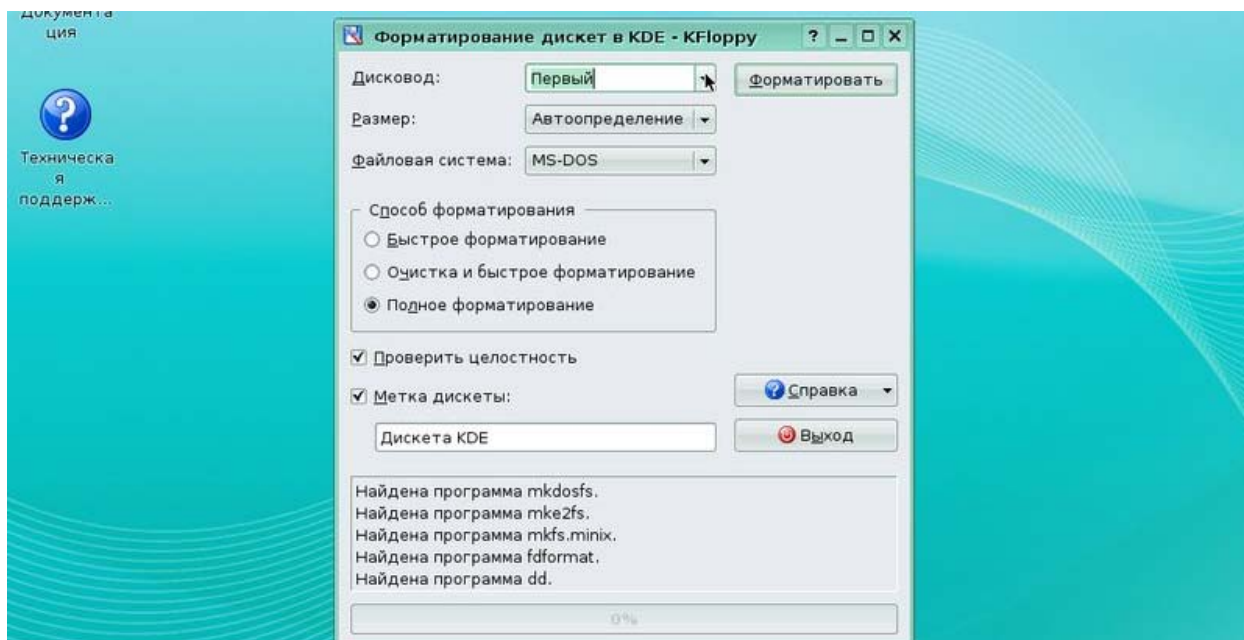 Документа
ция
Техническа
я
поддерж...
Форматирование дискет в KDE - KFloppy
Дисковод:
Первый
Форматировать
Размер:
Автоопределение
Файловая система:
MS-DOS
Способ форматирования
Быстрое форматирование
Очистка и быстрое форматирование
Полное форматирование
Проверить целостность
Метка дискеты:
Справка
Дискета KDE
Выход
Найдена программа mkdosfs.
Найдена программа mke2fs.
Найдена программа mkfs.minix.
Найдена программа fdformat.
Найдена программа dd.
0%